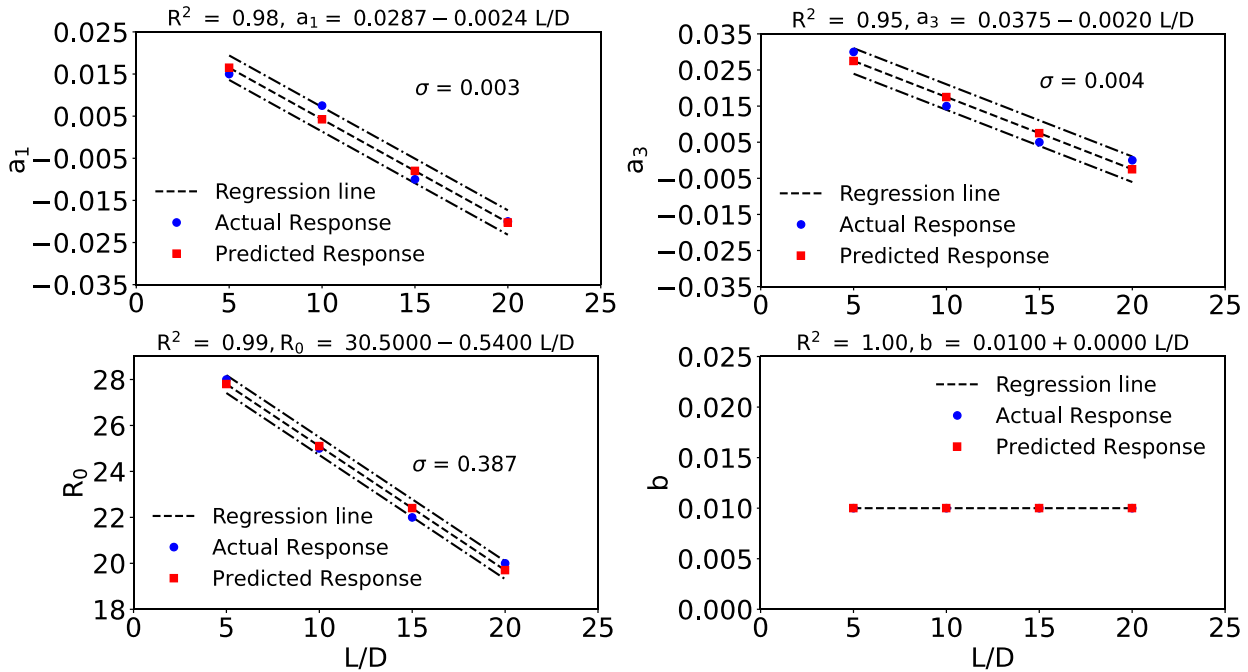 R² = 0.98, a₁ = 0.0287−0.0024 L/D
0.025
0.015
0.005
−0.005
−0.015
−0.025
−0.035
a₁
σ = 0.003
Regression line
Actual Response
Predicted Response
0 5 10 15 20 25
R² = 0.95, a₃ = 0.0375−0.0020 L/D
0.035
0.025
0.015
0.005
−0.005
−0.015
−0.025
−0.035
a₃
σ = 0.004
Regression line
Actual Response
Predicted Response
0 5 10 15 20 25
R² = 0.99, R₀ = 30.5000−0.5400 L/D
28
26
24
22
20
18
R₀
σ = 0.387
Regression line
Actual Response
Predicted Response
0 5 10 15 20 25
L/D
R² = 1.00, b = 0.0100+0.0000 L/D
0.025
0.020
0.015
0.010
0.005
0.000
b
Regression line
Actual Response
Predicted Response
0 5 10 15 20 25
L/D